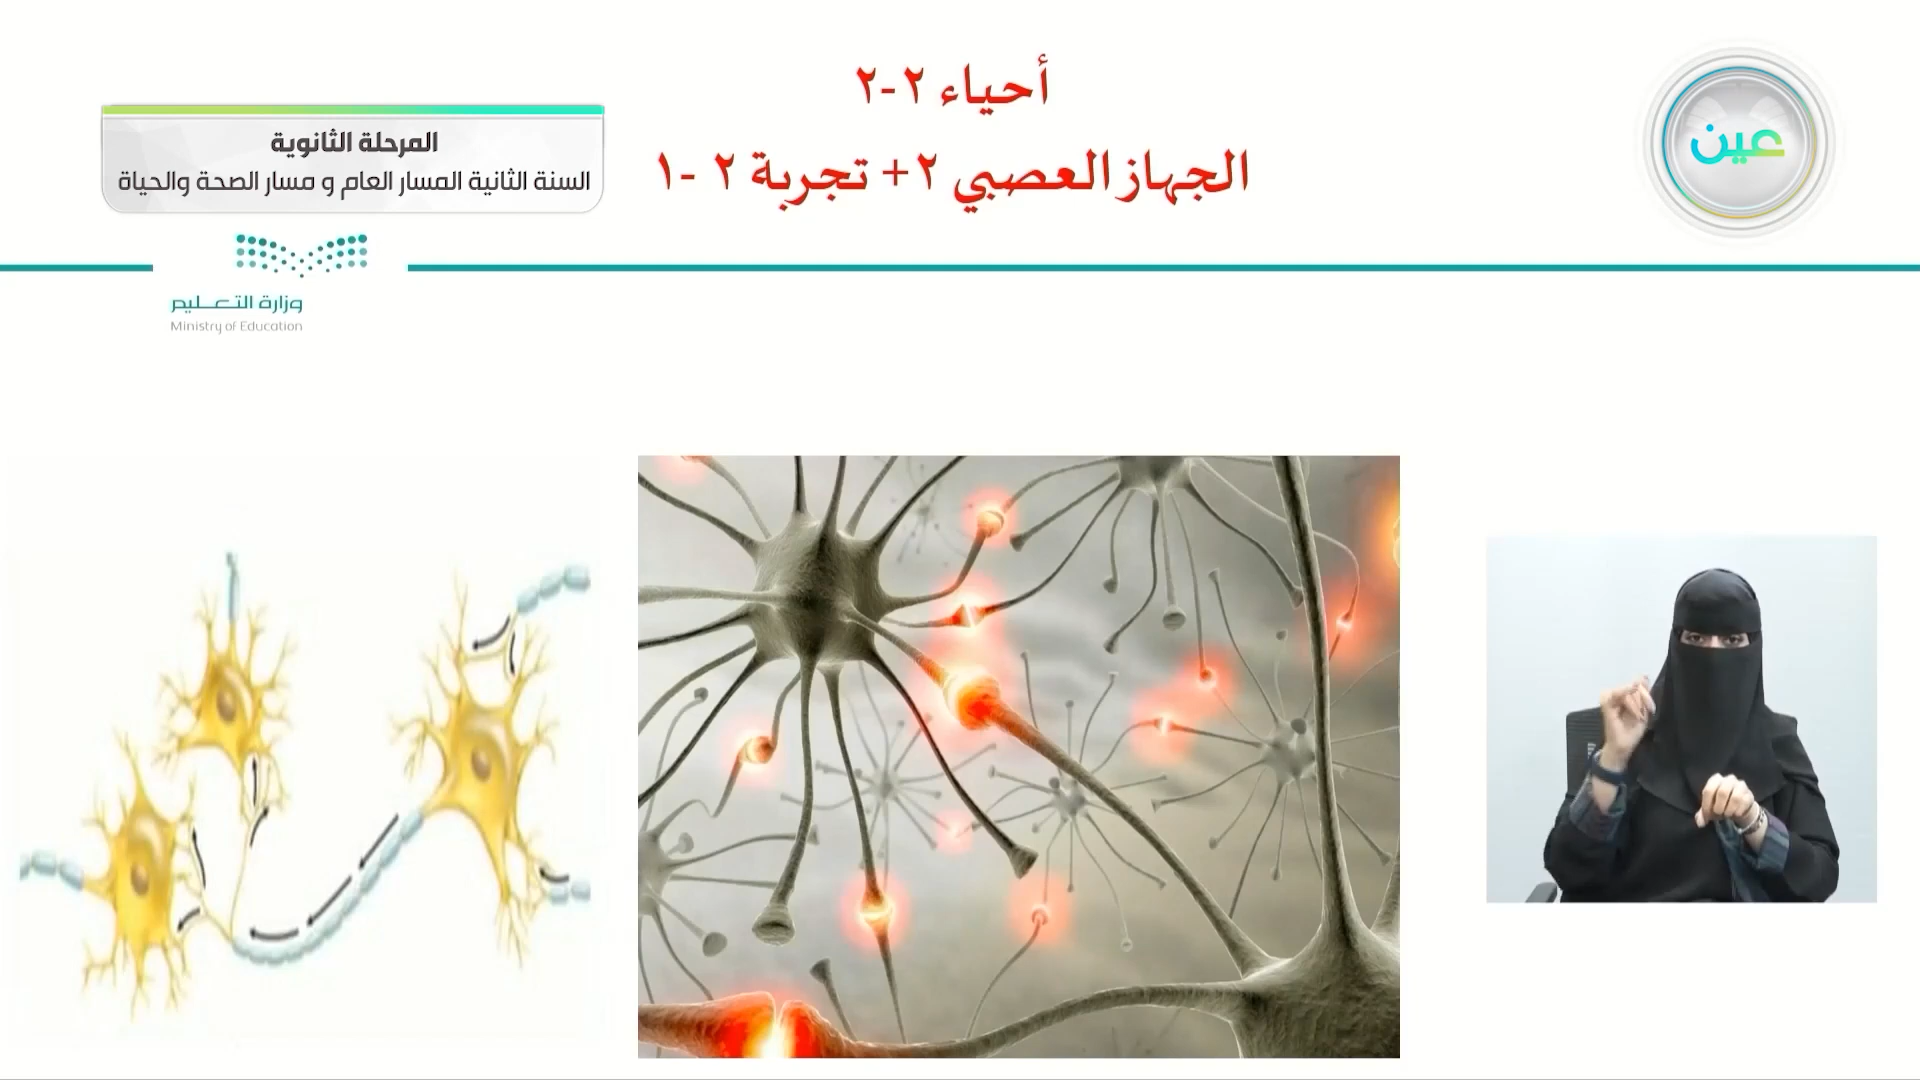 أحياء ٢-٢
الجهاز العصبي ٢ + تجربة ٢ -١
المرحلة الثانوية
السنة الثانية المسار العام و مسار الصحة والحياة
عين
وزارة التعـــليم
Ministry of Education